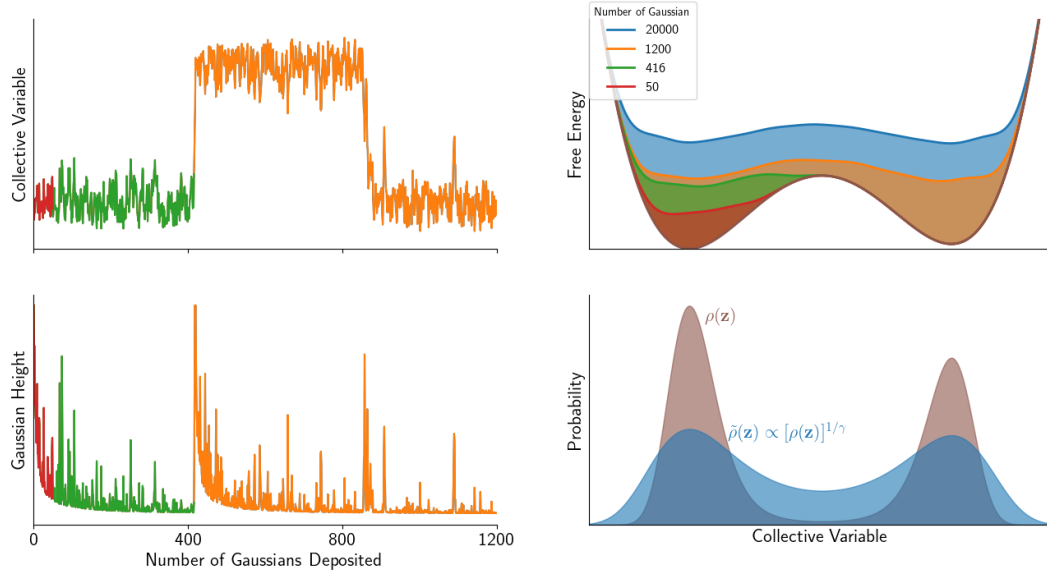 Collective Variable
Number of Gaussian
20000
1200
416
50
Free Energy
Gaussian Height
0
400
800
1200
Number of Gaussians Deposited
Probability
ρ(z)
ρ̃(z) ∝ [ρ(z)]^{1/γ}
Collective Variable